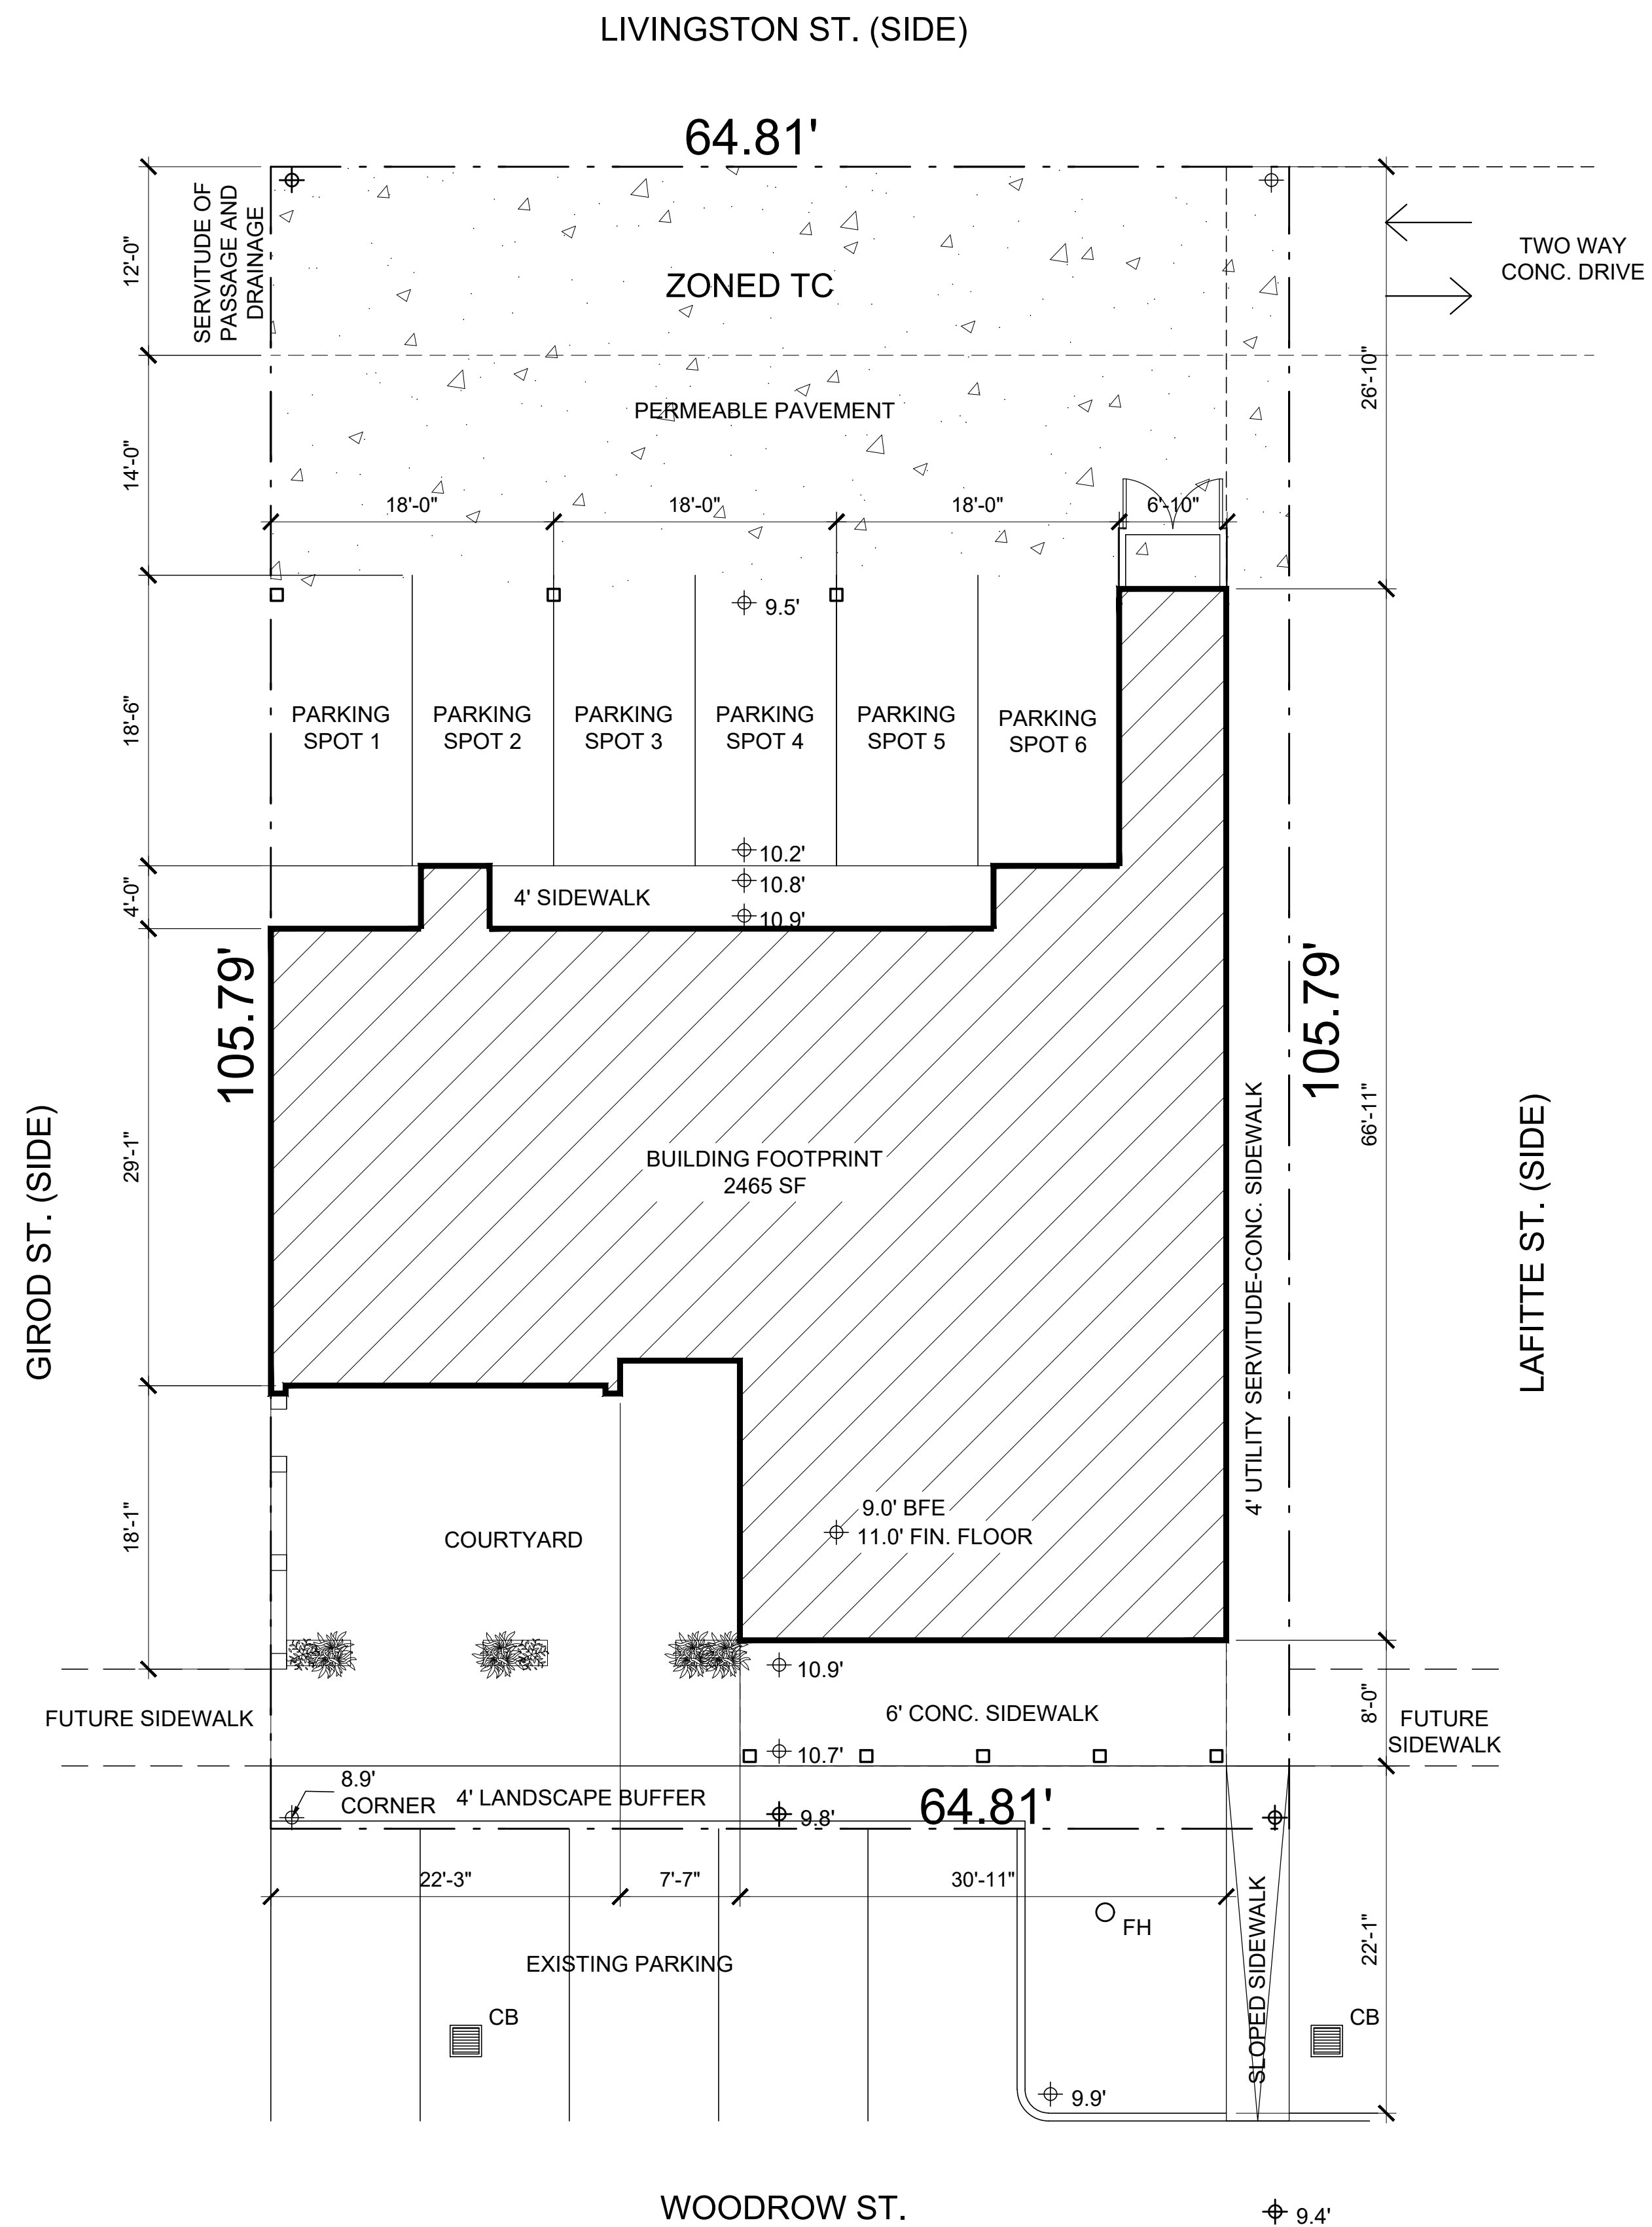 LIVINGSTON ST. (SIDE)
64.81'
SERVITUDE OF
PASSAGE AND
DRAINAGE
12'-0"
ZONED TC
TWO WAY
CONC. DRIVE
26'-10"
PERMEABLE PAVEMENT
14'-0"
18'-0"
18'-0"
18'-0"
6'-10"
9.5'
18'-6"
PARKING
SPOT 1
PARKING
SPOT 2
PARKING
SPOT 3
PARKING
SPOT 4
PARKING
SPOT 5
PARKING
SPOT 6
10.2'
4'-0"
4' SIDEWALK
10.8'
10.9'
105.79'
105.79'
GIROD ST. (SIDE)
29'-1"
BUILDING FOOTPRINT
2465 SF
4' UTILITY SERVITUDE-CONC. SIDEWALK
66'-11"
LAFITTE ST. (SIDE)
18'-1"
COURTYARD
9.0' BFE
11.0' FIN. FLOOR
10.9'
FUTURE SIDEWALK
6' CONC. SIDEWALK
8'-0"
FUTURE
SIDEWALK
10.7'
8.9'
CORNER
4' LANDSCAPE BUFFER
9.8'
64.81'
22'-3"
7'-7"
30'-11"
FH
SLOPED SIDEWALK
22'-1"
EXISTING PARKING
CB
CB
9.9'
WOODROW ST.
9.4'